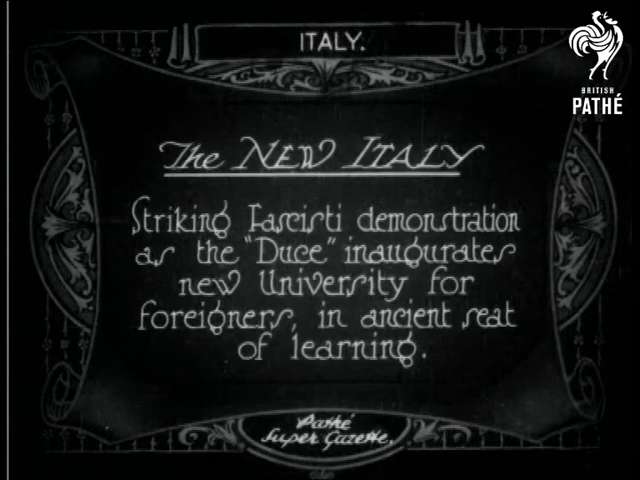 ITALY.
BRITISH
PATHÉ
The NEW ITALY
Striking Fascisti demonstration
as the "Duce" inaugurates
new University for
foreigners, in ancient seat
of learning.
Pathé
Super Gazette.